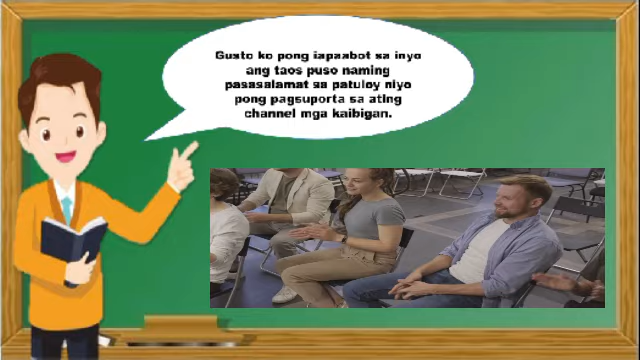 Gusto ko pong iapaabot sa inyo
ang taos puso naming
pasasalamat sa patuloy niyo
pong pagsuporta sa ating
channel mga kaibigan.